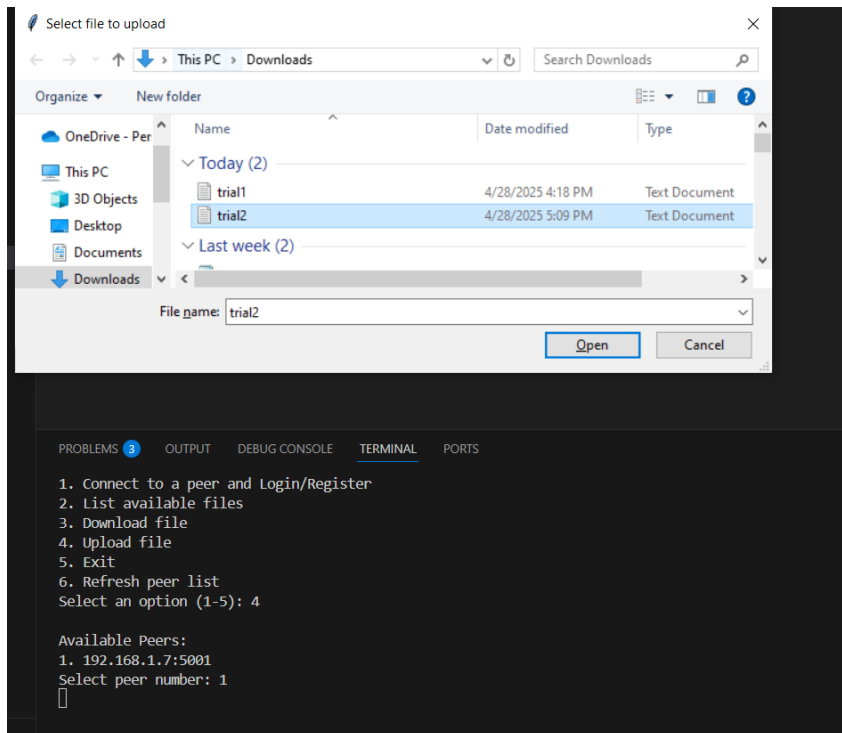 Select file to upload
This PC > Downloads
Search Downloads
Organize
New folder
OneDrive - Per
This PC
3D Objects
Desktop
Documents
Downloads
Name
Date modified
Type
Today (2)
trial1 4/28/2025 4:18 PM Text Document
trial2 4/28/2025 5:09 PM Text Document
Last week (2)
File name: trial2
Open
Cancel
PROBLEMS 3 OUTPUT DEBUG CONSOLE TERMINAL PORTS
1. Connect to a peer and Login/Register
2. List available files
3. Download file
4. Upload file
5. Exit
6. Refresh peer list
Select an option (1-5): 4
Available Peers:
1. 192.168.1.7:5001
Select peer number: 1